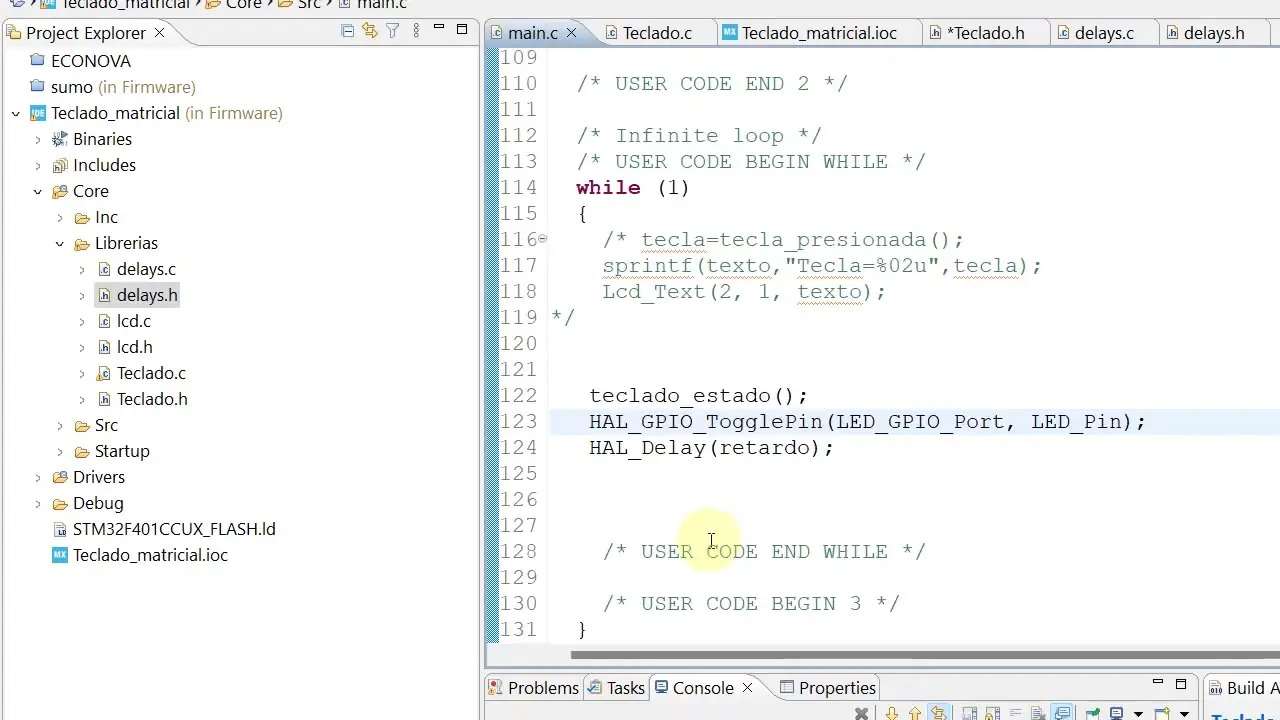 Teclado_matricial
Core
Src
main.c
Project Explorer
ECONOVA
sumo (in Firmware)
Teclado_matricial (in Firmware)
Binaries
Includes
Core
Inc
Librerias
delays.c
delays.h
lcd.c
lcd.h
Teclado.c
Teclado.h
Src
Startup
Drivers
Debug
STM32F401CCUX_FLASH.ld
Teclado_matricial.ioc
main.c
Teclado.c
Teclado_matricial.ioc
*Teclado.h
delays.c
delays.h
109
110 /* USER CODE END 2 */
111
112 /* Infinite loop */
113 /* USER CODE BEGIN WHILE */
114 while (1)
115 {
116 /* tecla=tecla_presionada();
117 sprintf(texto,"Tecla=%02u",tecla);
118 Lcd_Text(2, 1, texto);
119 */
120
121
122 teclado_estado();
123 HAL_GPIO_TogglePin(LED_GPIO_Port, LED_Pin);
124 HAL_Delay(retardo);
125
126
127
128 /* USER CODE END WHILE */
129
130 /* USER CODE BEGIN 3 */
131 }
Problems
Tasks
Console
Properties
Build A